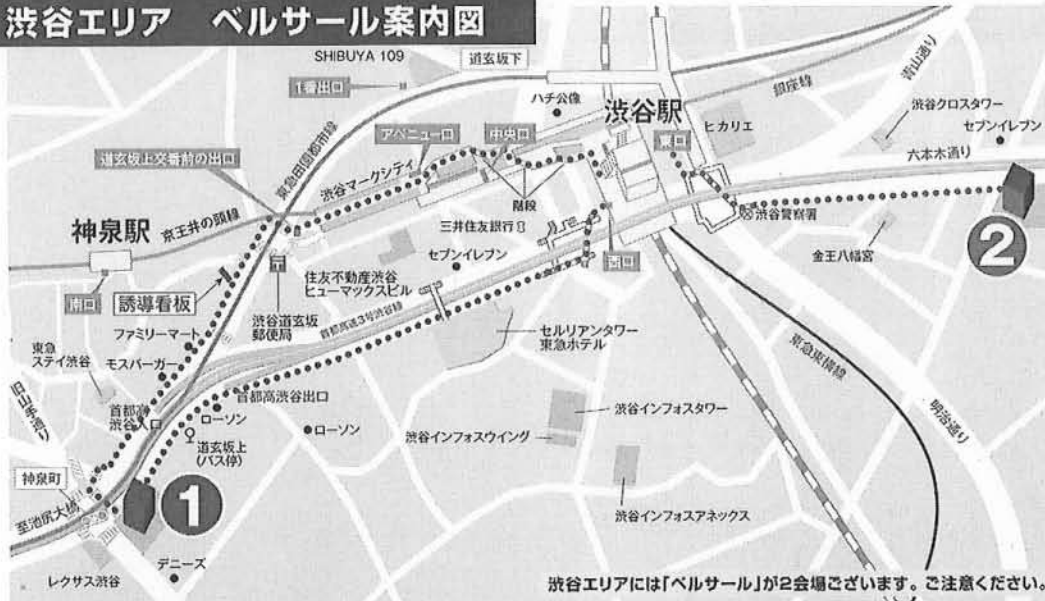 渋谷エリア　ベルサール案内図
SHIBUYA 109
道玄坂下
1番出口
ハチ公像
渋谷駅
ヒカリエ
銀座線
青山通り
渋谷クロスタワー
セブンイレブン
六本木通り
東急田園都市線
アベニュー口
中央口
東口
道玄坂上交番前の出口
渋谷マークシティ
階段
三井住友銀行
渋谷警察署
②
神泉駅
京王井の頭線
セブンイレブン
西口
金王八幡宮
南口
誘導看板
住友不動産渋谷
ヒューマックスビル
渋谷道玄坂
郵便局
首都高速3号渋谷線
セルリアンタワー
東急ホテル
ファミリーマート
東急
ステイ渋谷
モスバーガー
東急東横線
旧山手通り
首都高
渋谷入口
首都高渋谷出口
ローソン
ローソン
道玄坂上
(バス停)
渋谷インフォスタワー
渋谷インフォスウイング
明治通り
神泉町
①
至池尻大橋
渋谷インフォスアネックス
デニーズ
レクサス渋谷
渋谷エリアには「ベルサール」が2会場ございます。ご注意ください。